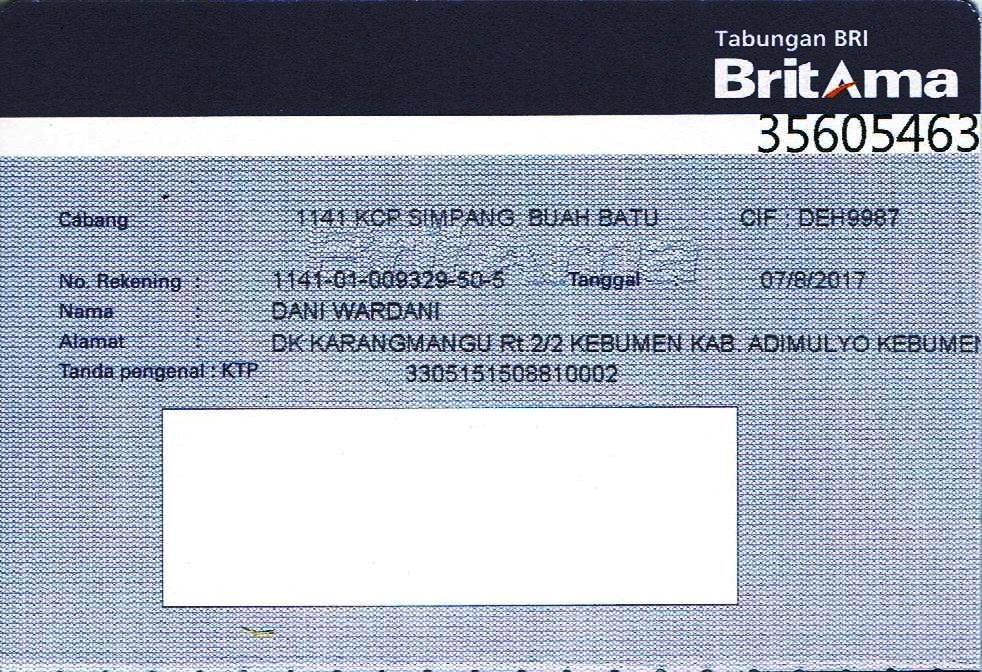 Tabungan BRI
BritAma
35605463
Cabang 1141 KCP SIMPANG BUAH BATU CIF : DEH9987
No. Rekening : 1141-01-009329-50-5 Tanggal : 07/8/2017
Nama : DANI WARDANI
Alamat : DK KARANGMANGU Rt.2/2 KEBUMEN KAB. ADIMULYO KEBUMEN
Tanda pengenal : KTP 3305151508810002